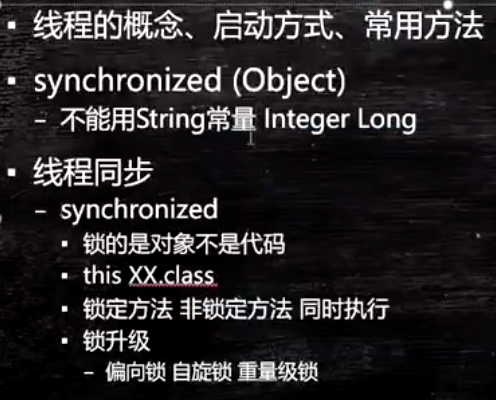 线程的概念、启动方式、常用方法
synchronized (Object)
– 不能用String常量 Integer Long
线程同步
– synchronized
锁的是对象不是代码
this XX.class
锁定方法 非锁定方法 同时执行
锁升级
– 偏向锁 自旋锁 重量级锁